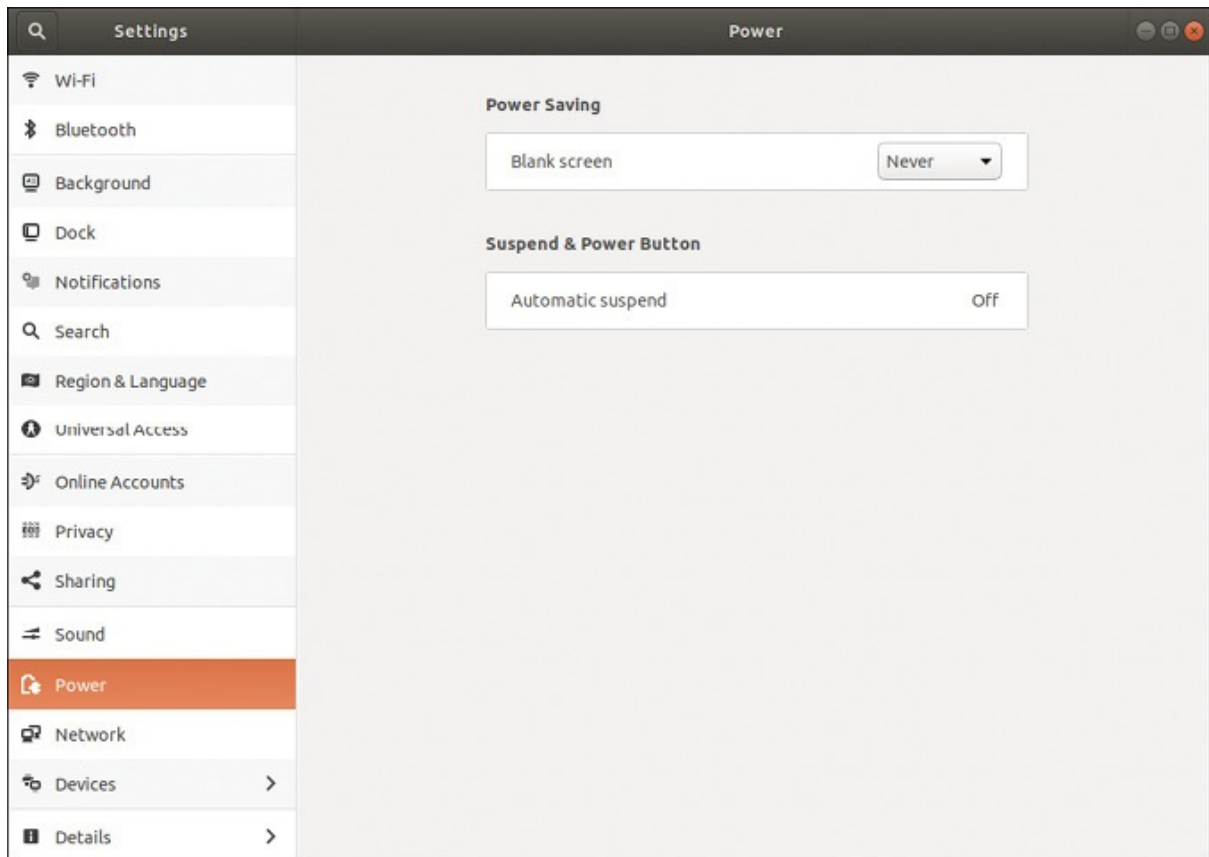 Settings
Power
Wi-Fi
Bluetooth
Background
Dock
Notifications
Search
Region & Language
Universal Access
Online Accounts
Privacy
Sharing
Sound
Power
Network
Devices
Details
Power Saving
Blank screen Never
Suspend & Power Button
Automatic suspend Off